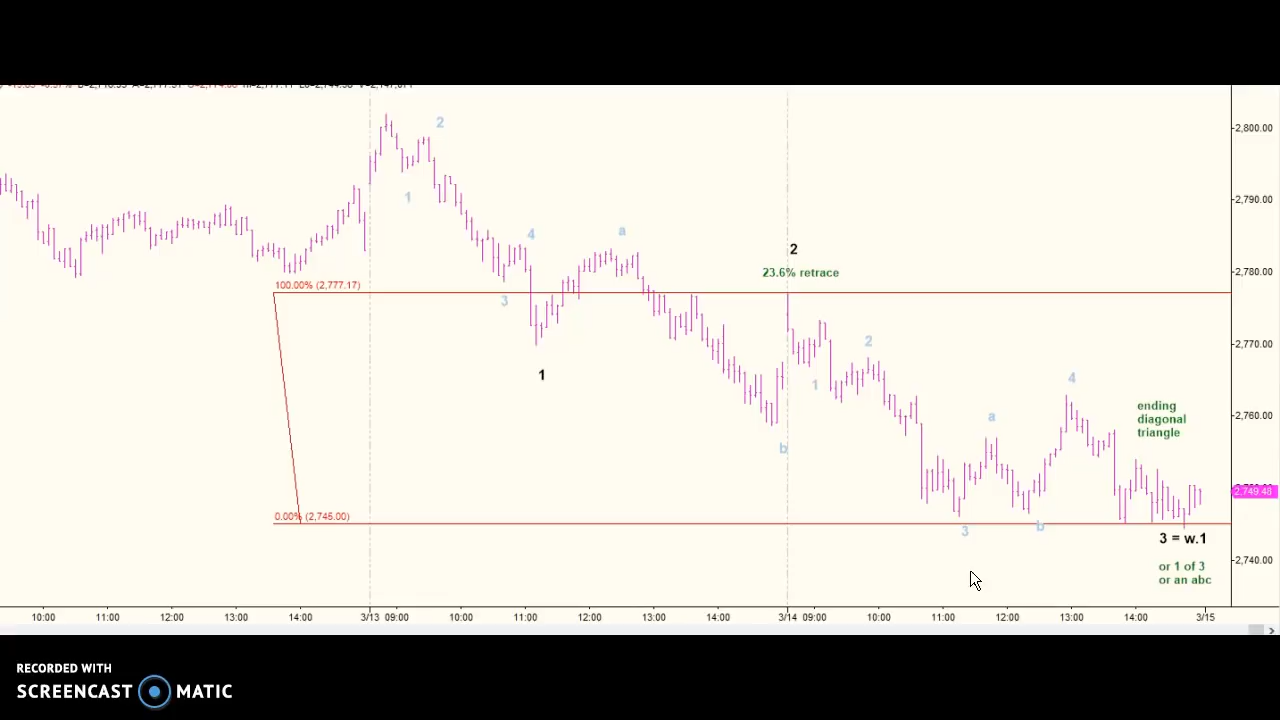 2,800.00
2,790.00
2,780.00
2,770.00
2,760.00
2,749.48
2,740.00
2
1
4
a
3
1
2
23.6% retrace
100.00% (2,777.17)
b
2
1
a
4
3
b
ending
diagonal
triangle
0.00% (2,745.00)
3 = w.1
or 1 of 3
or an abc
10:00 11:00 12:00 13:00 14:00 3/13 09:00 10:00 11:00 12:00 13:00 14:00 3/14 09:00 10:00 11:00 12:00 13:00 14:00 3/15
RECORDED WITH
SCREENCAST MATIC